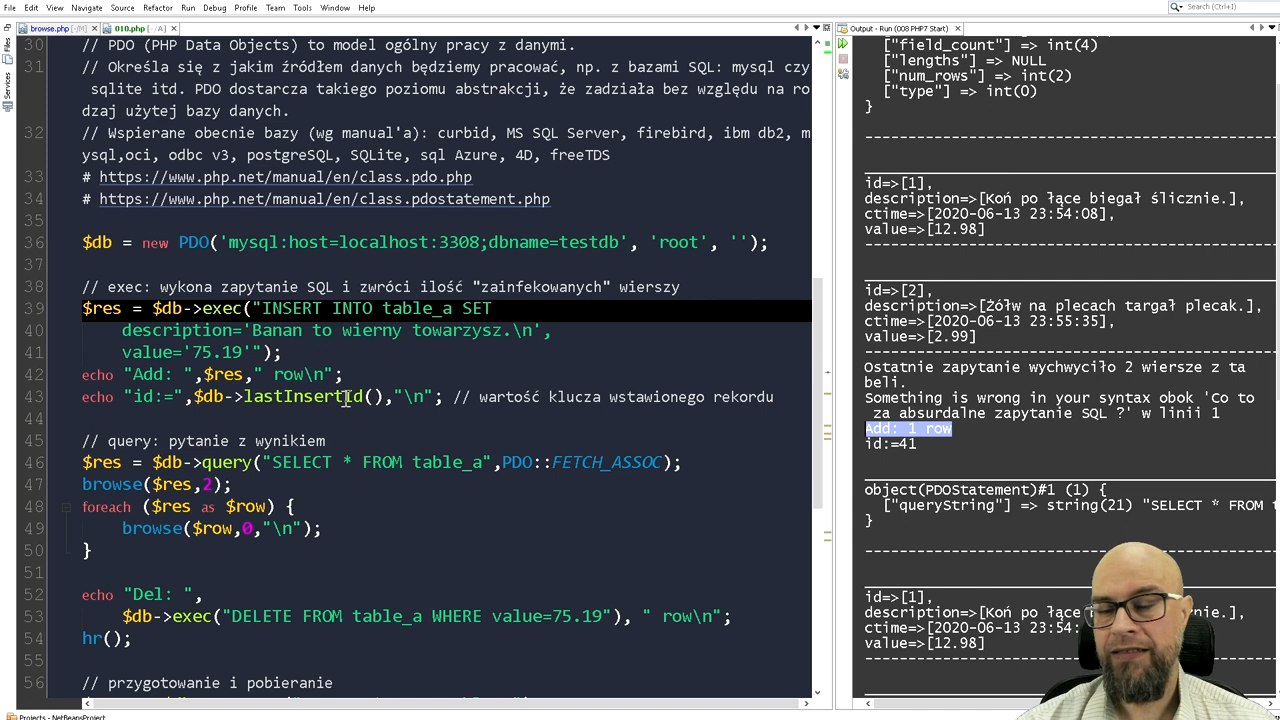 File Edit View Navigate Source Refactor Run Debug Profile Team Tools Window Help
Search (Ctrl+I)
browse.php [-/M] 010.php [-/A]
Output - Run (008 PHP7 Start)
Files
Services
30 // PDO (PHP Data Objects) to model ogólny pracy z danymi.
31 // Określa się z jakim źródłem danych będziemy pracować, np. z bazami SQL: mysql czy
sqlite itd. PDO dostarcza takiego poziomu abstrakcji, że zadziała bez względu na ro
dzaj użytej bazy danych.
32 // Wspierane obecnie bazy (wg manual'a): curbid, MS SQL Server, firebird, ibm db2, m
ysql,oci, odbc v3, postgreSQL, SQLite, sql Azure, 4D, freeTDS
33 # https://www.php.net/manual/en/class.pdo.php
34 # https://www.php.net/manual/en/class.pdostatement.php
35
36 $db = new PDO('mysql:host=localhost:3308;dbname=testdb', 'root', '');
37
38 // exec: wykona zapytanie SQL i zwróci ilość "zainfekowanych" wierszy
39 $res = $db->exec("INSERT INTO table_a SET
40 description='Banan to wierny towarzysz.\n',
41 value='75.19'");
42 echo "Add: ",$res," row\n";
43 echo "id:=",$db->lastInsertId(),"\n"; // wartość klucza wstawionego rekordu
44
45 // query: pytanie z wynikiem
46 $res = $db->query("SELECT * FROM table_a",PDO::FETCH_ASSOC);
47 browse($res,2);
48 foreach ($res as $row) {
49 browse($row,0,"\n");
50 }
51
52 echo "Del: ",
53 $db->exec("DELETE FROM table_a WHERE value=75.19"), " row\n";
54 hr();
55
56 // przygotowanie i pobieranie
["field_count"] => int(4)
["lengths"] => NULL
["num_rows"] => int(2)
["type"] => int(0)
}
id=>[1],
description=>[Koń po łące biegał ślicznie.],
ctime=>[2020-06-13 23:54:08],
value=>[12.98]
id=>[2],
description=>[Żółw na plecach targał plecak.],
ctime=>[2020-06-13 23:55:35],
value=>[2.99]
Ostatnie zapytanie wychwyciło 2 wiersze z ta
beli.
Something is wrong in your syntax obok 'Co to
za absurdalne zapytanie SQL ?' w linii 1
Add: 1 row
id:=41
object(PDOStatement)#1 (1) {
["queryString"] => string(21) "SELECT * FROM t
}
id=>[1],
description=>[Koń po łące
ctime=>[2020-06-13 23:54:
value=>[12.98]
Projects - NetBeansProject